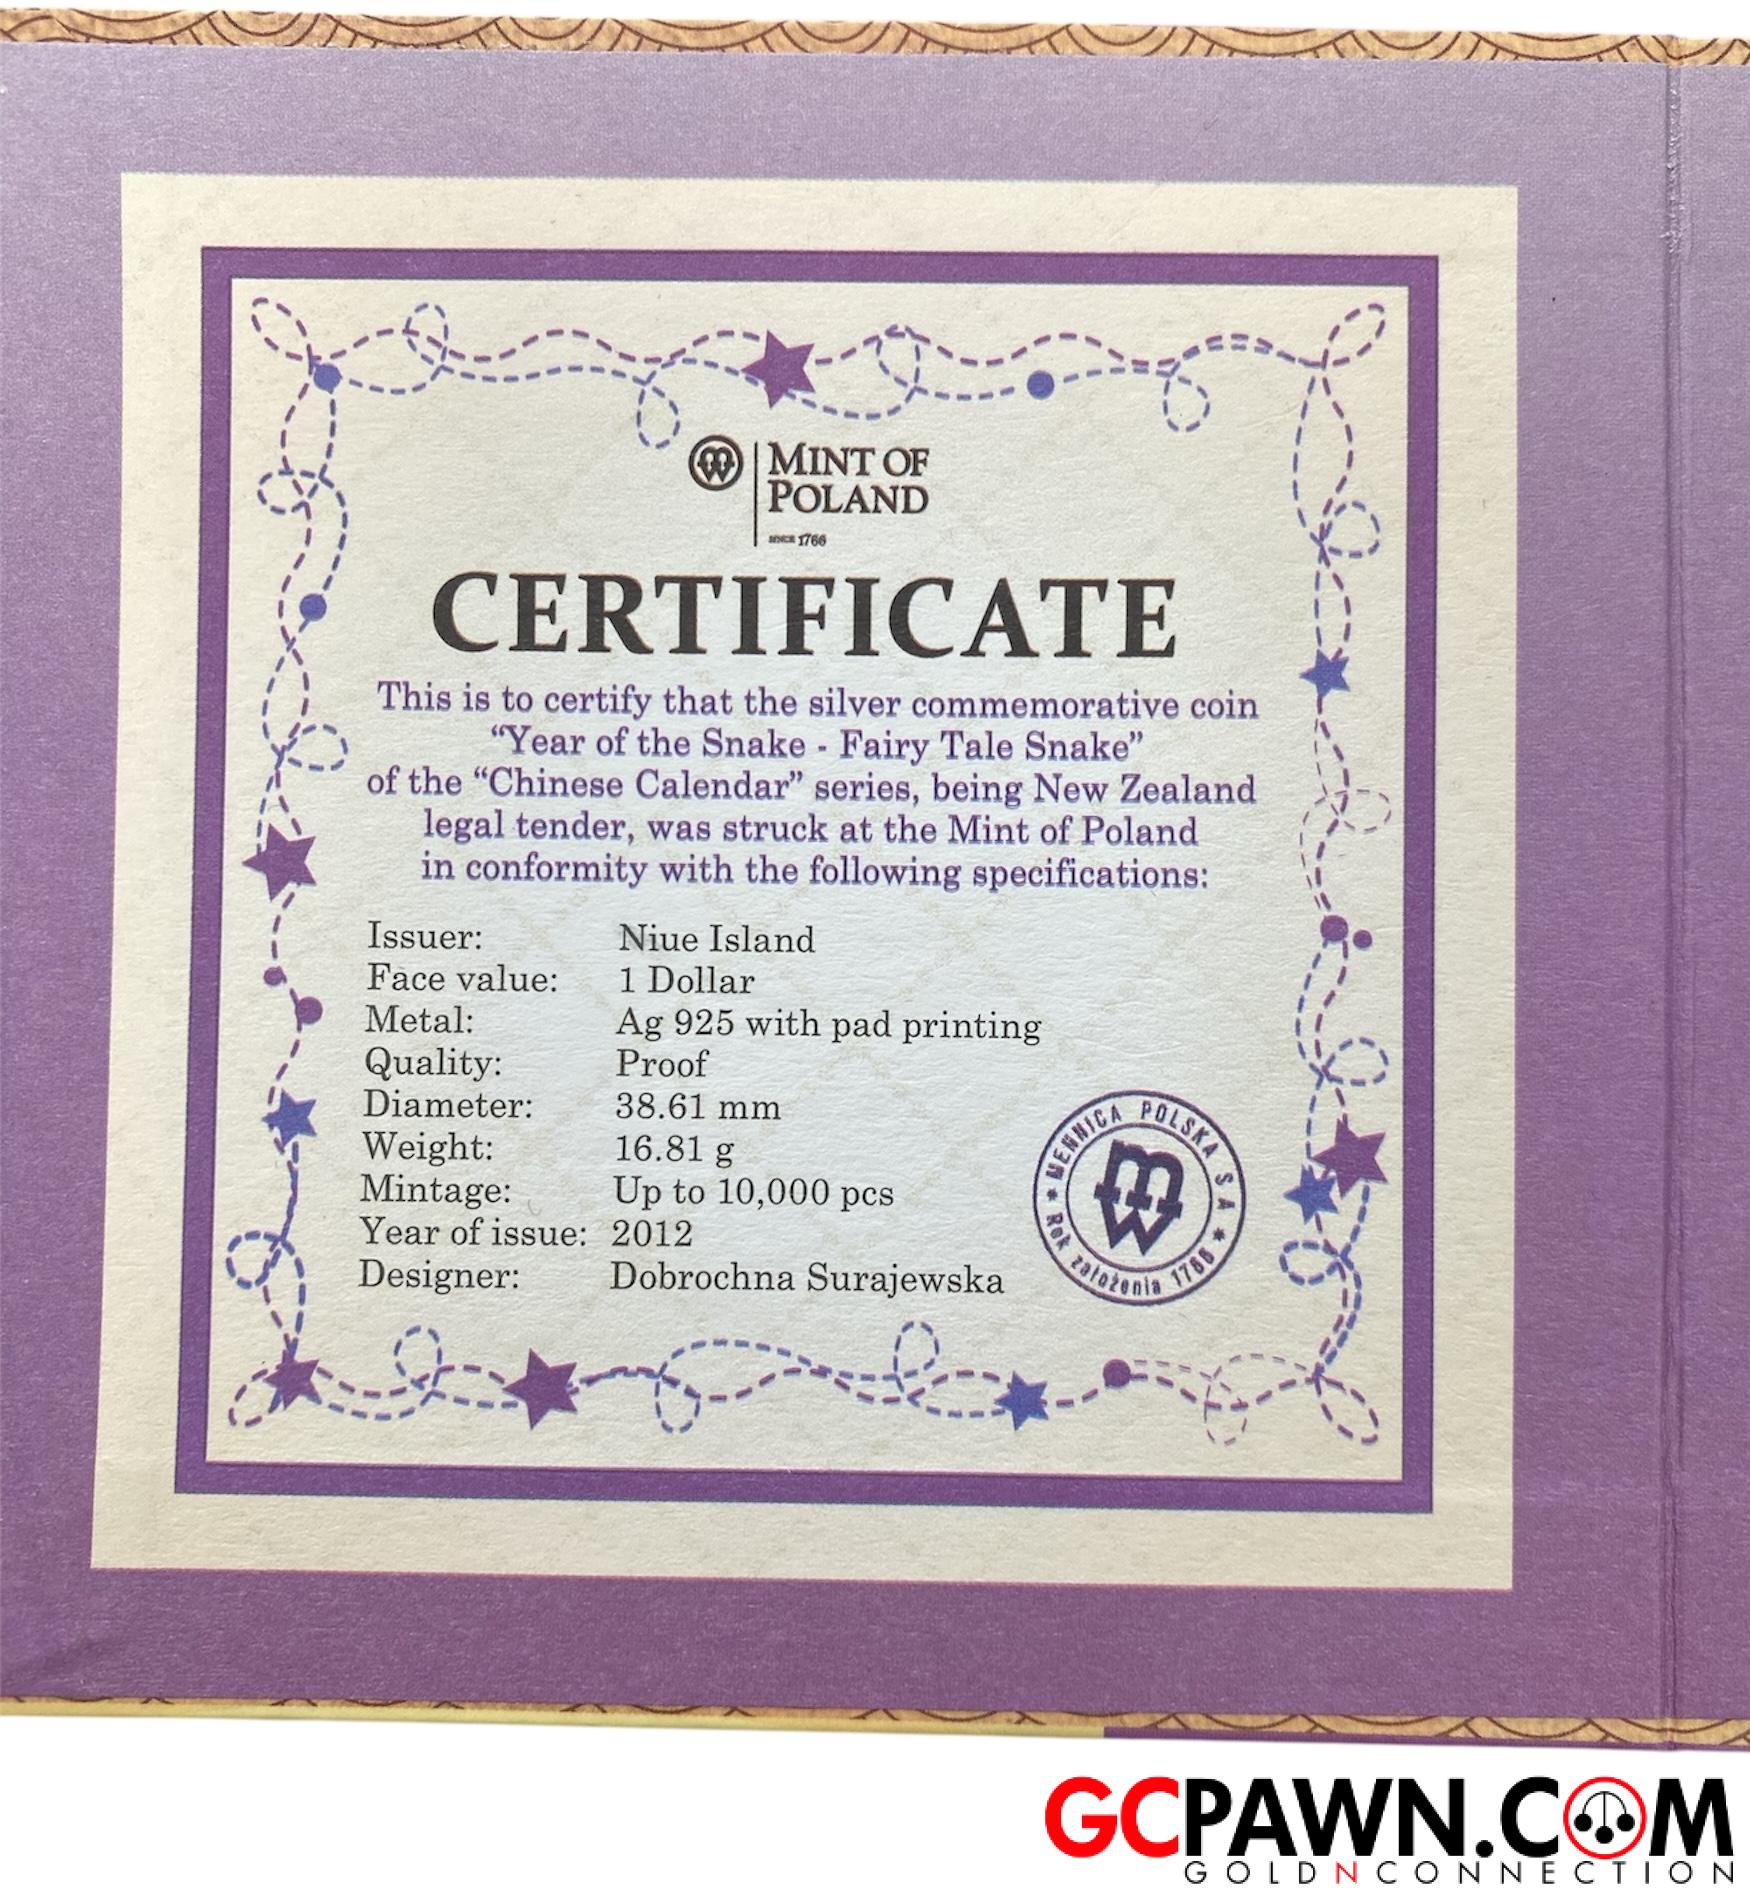 MINT OF
POLAND
SINCE 1766
CERTIFICATE
This is to certify that the silver commemorative coin
“Year of the Snake - Fairy Tale Snake”
of the “Chinese Calendar” series, being New Zealand
legal tender, was struck at the Mint of Poland
in conformity with the following specifications:
Issuer: Niue Island
Face value: 1 Dollar
Metal: Ag 925 with pad printing
Quality: Proof
Diameter: 38.61 mm
Weight: 16.81 g
Mintage: Up to 10,000 pcs
Year of issue: 2012
Designer: Dobrochna Surajewska
MENNICA POLSKA SA
Rok założenia 1766
GCPAWN.COM
GOLDNCONNECTION